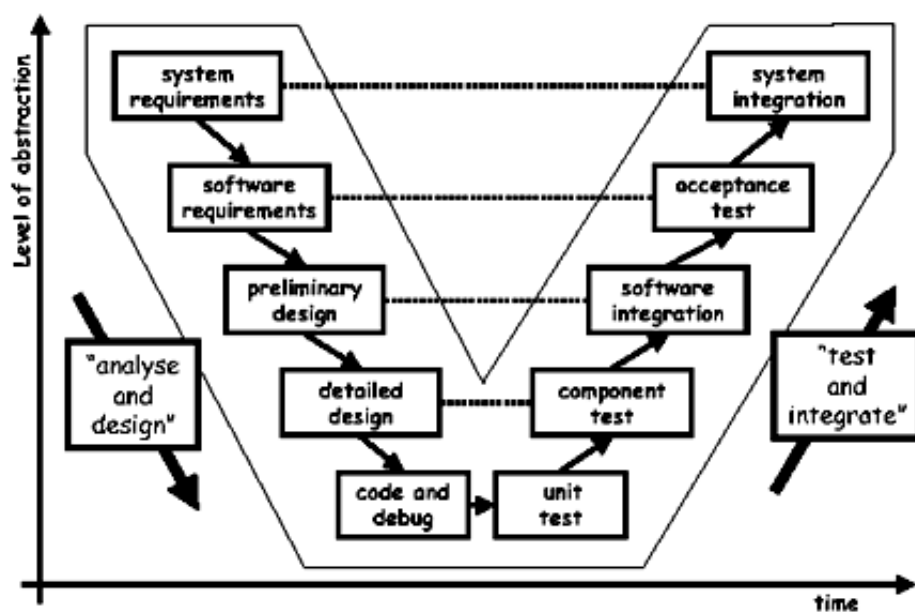 Level of abstraction
system
requirements
system
integration
software
requirements
acceptance
test
preliminary
design
software
integration
"analyse
and
design"
detailed
design
component
test
"test
and
integrate"
code and
debug
unit
test
time